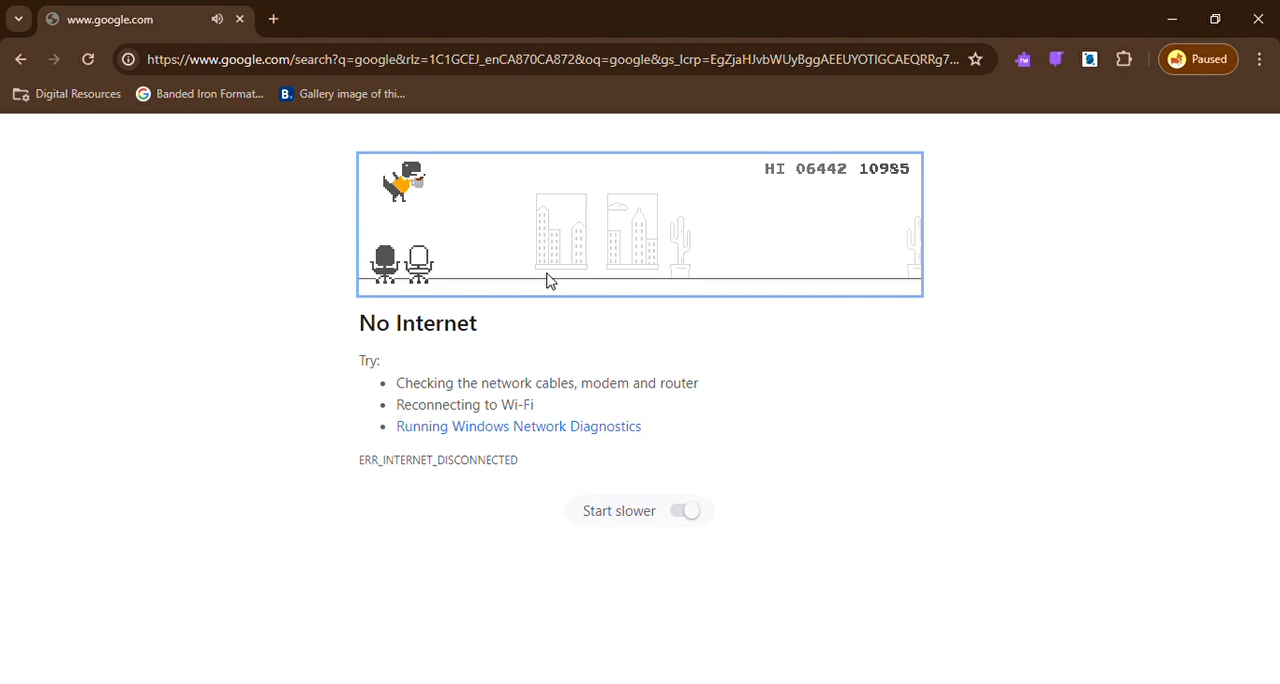 www.google.com
https://www.google.com/search?q=google&rlz=1C1GCEJ_enCA870CA872&oq=google&gs_lcrp=EgZjaHJvbWUyBggAEEUYOTIGCAEQRRg7...
Paused
Digital Resources
Banded Iron Format...
B.
Gallery image of thi...
HI 06442 10985
No Internet
Try:
• Checking the network cables, modem and router
• Reconnecting to Wi-Fi
• Running Windows Network Diagnostics
ERR_INTERNET_DISCONNECTED
Start slower